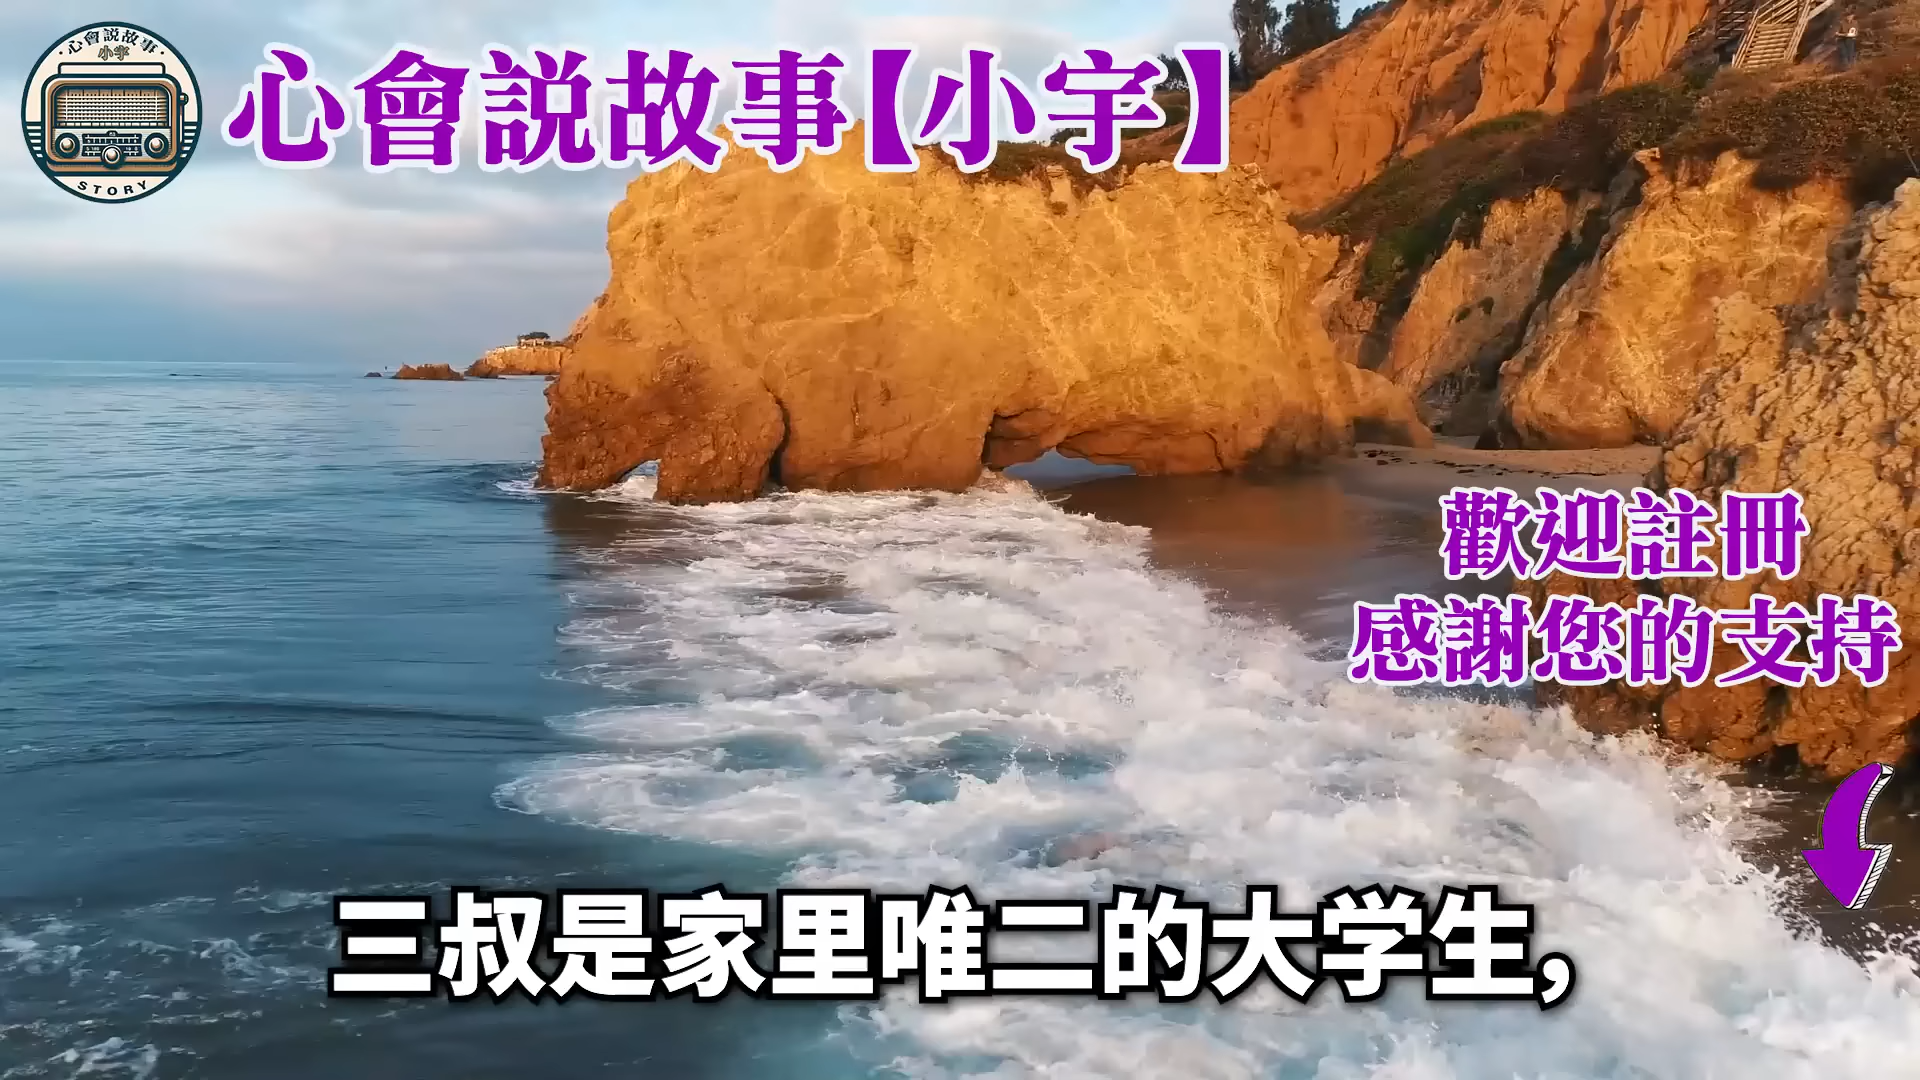 ·心會説故事·
小宇
STORY
心會説故事【小宇】
歡迎註冊
感謝您的支持
三叔是家里唯二的大学生,